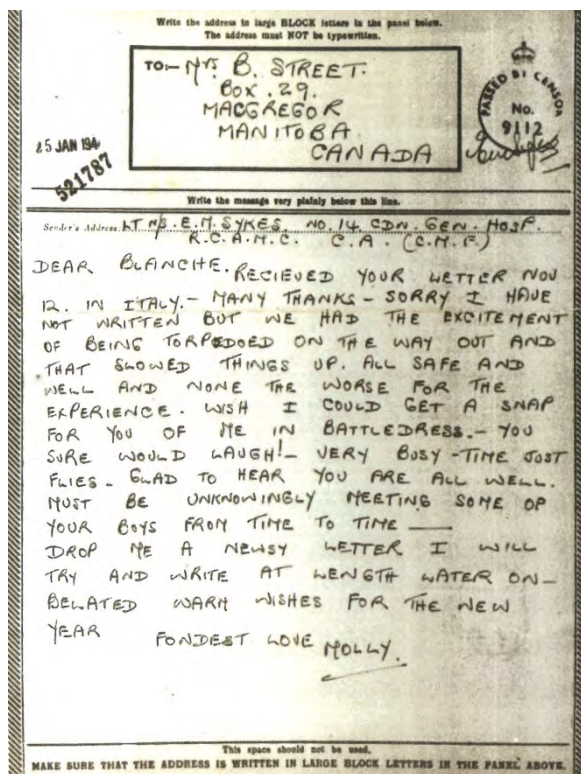 Write the address in large BLOCK letters in the panel below.
The address must NOT be typewritten.
TO:- Mrs. B. STREET.
BOX. 29.
MACGREGOR
MANITOBA
CANADA
PASSED BY CENSOR
No.
9112
25 JAN 194
521787
Write the message very plainly below this line.
Sender's Address LT N/S. E.M. SYKES. NO. 14. CDN. GEN. HOSP.
R.C.A.M.C. C.A. (C.M.F.)
DEAR BLANCHE. RECIEVED YOUR LETTER NOV
12. IN ITALY. - MANY THANKS - SORRY I HAVE
NOT WRITTEN BUT WE HAD THE EXCITEMENT
OF BEING TORPEDOED ON THE WAY OUT AND
THAT SLOWED THINGS UP. ALL SAFE AND
WELL AND NONE THE WORSE FOR THE
EXPERIENCE. WISH I COULD GET A SNAP
FOR YOU OF ME IN BATTLEDRESS. - YOU
SURE WOULD LAUGH! - VERY BUSY - TIME JUST
FLIES. GLAD TO HEAR YOU ARE ALL WELL.
MUST BE UNKNOWINGLY MEETING SOME OF
YOUR BOYS FROM TIME TO TIME —
DROP ME A NEWSY LETTER I WILL
TRY AND WRITE AT LENGTH LATER ON -
BELATED WARM WISHES FOR THE NEW
YEAR FONDEST LOVE MOLLY.
This space should not be used.
MAKE SURE THAT THE ADDRESS IS WRITTEN IN LARGE BLOCK LETTERS IN THE PANEL ABOVE.